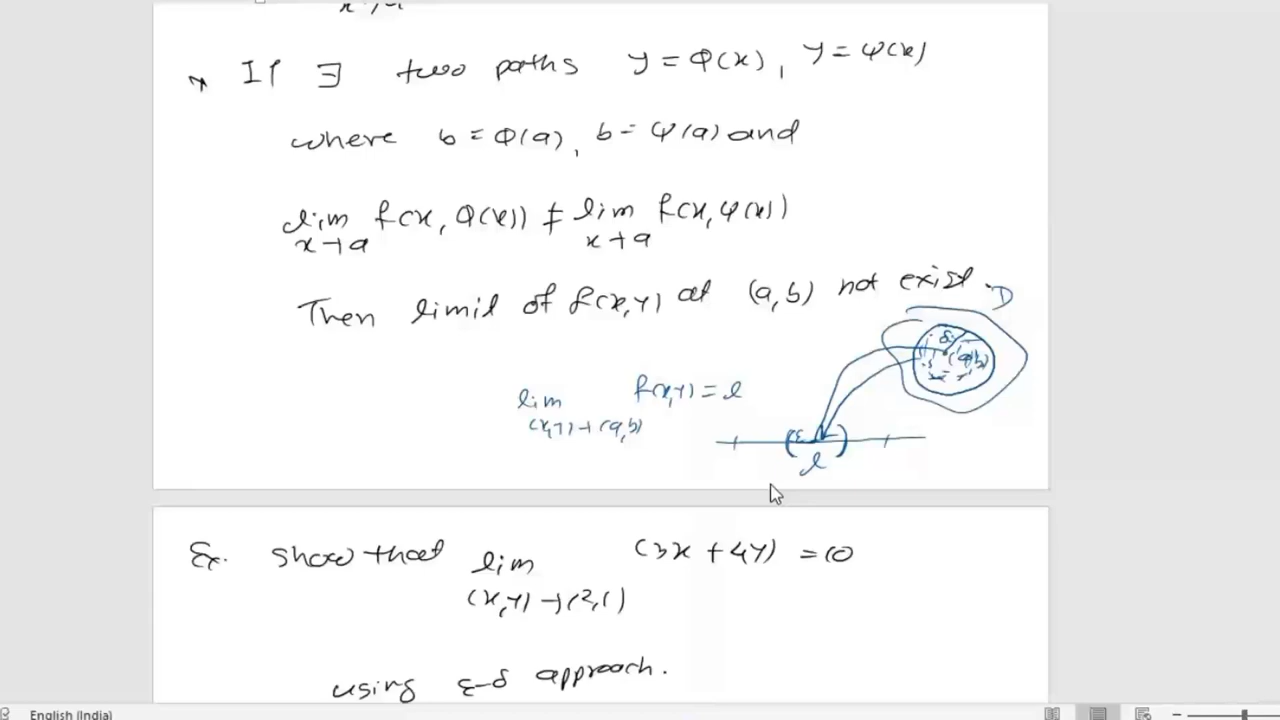 * If ∃ two paths y = Φ(x), y = Ψ(x)
where b = Φ(a), b = Ψ(a) and
lim f(x, Φ(x)) ≠ lim f(x, Ψ(x))
x→a x→a
Then limit of f(x,y) at (a,b) not exist.
D
δ
(a,b)
lim f(x,y) = l
(x,y)→(a,b)
(ε )
l
Ex. Show that lim (3x + 4y) = 10
(x,y)→(2,1)
using ε-δ approach.
English (India)